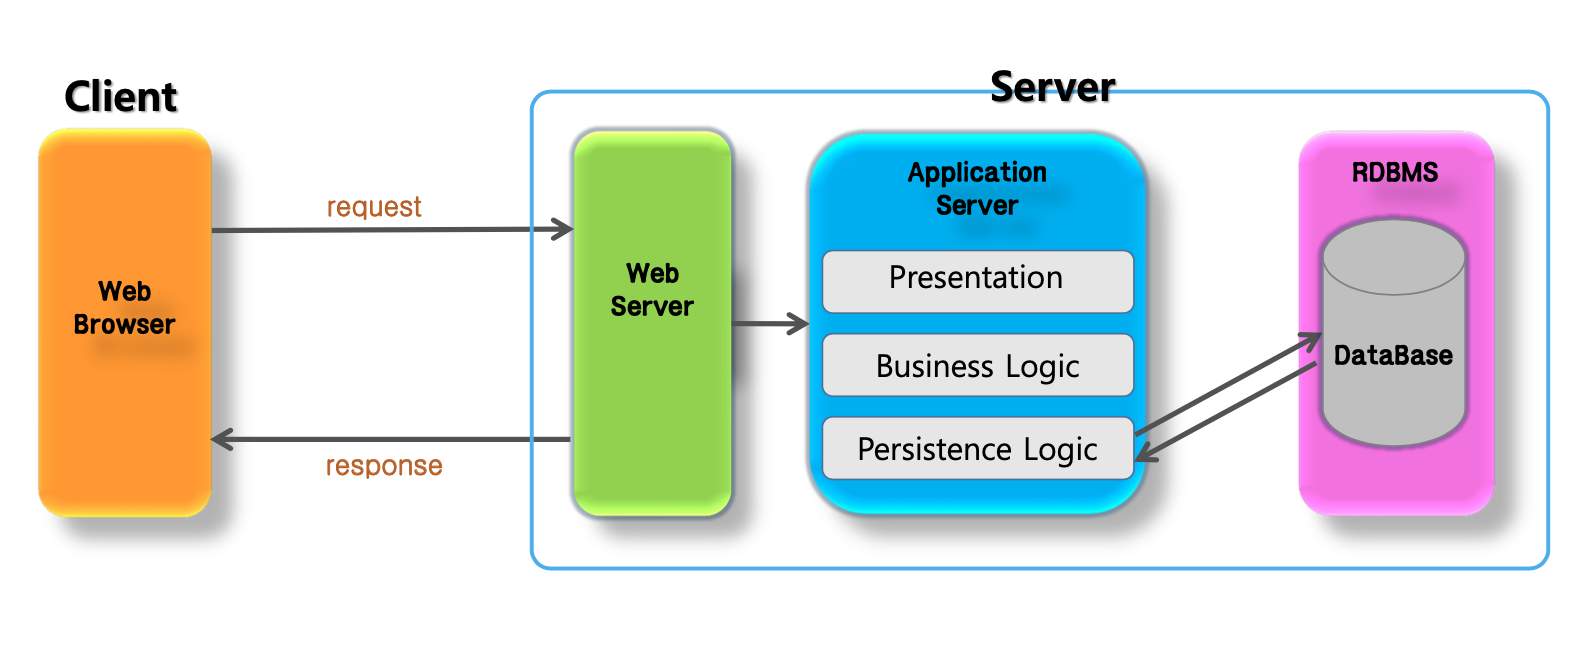 Client
Server
request
response
Web
Browser
Web
Server
Application
Server
Presentation
Business Logic
Persistence Logic
RDBMS
DataBase